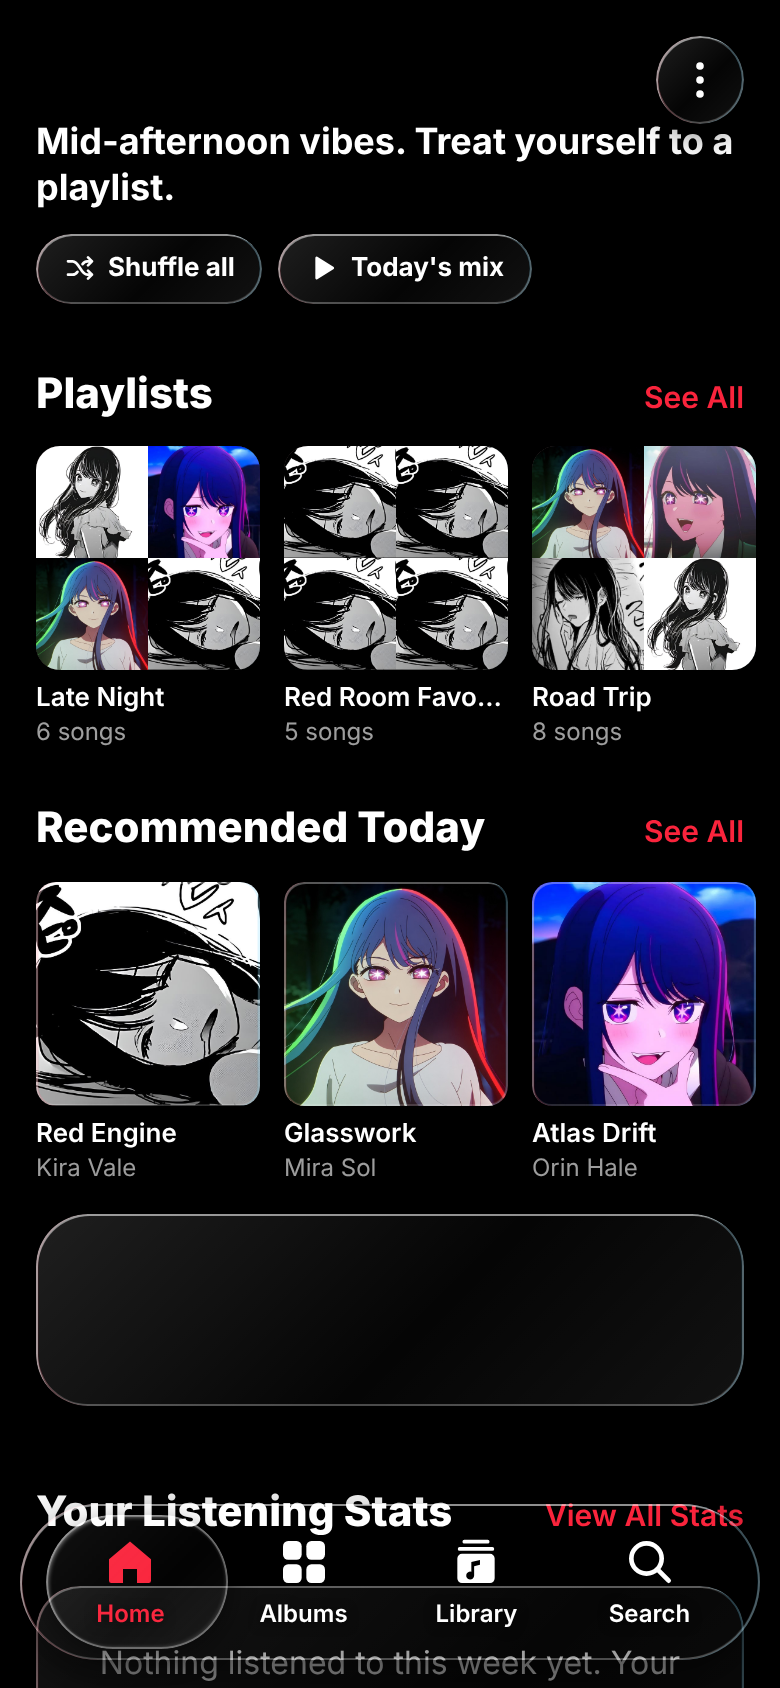 Mid-afternoon vibes. Treat yourself to a
playlist.
Shuffle all
Today's mix
Playlists
See All
Late Night
6 songs
Red Room Favo...
5 songs
Road Trip
8 songs
Recommended Today
See All
Red Engine
Kira Vale
Glasswork
Mira Sol
Atlas Drift
Orin Hale
Your Listening Stats
View All Stats
Home
Albums
Library
Search
Nothing listened to this week yet. Your